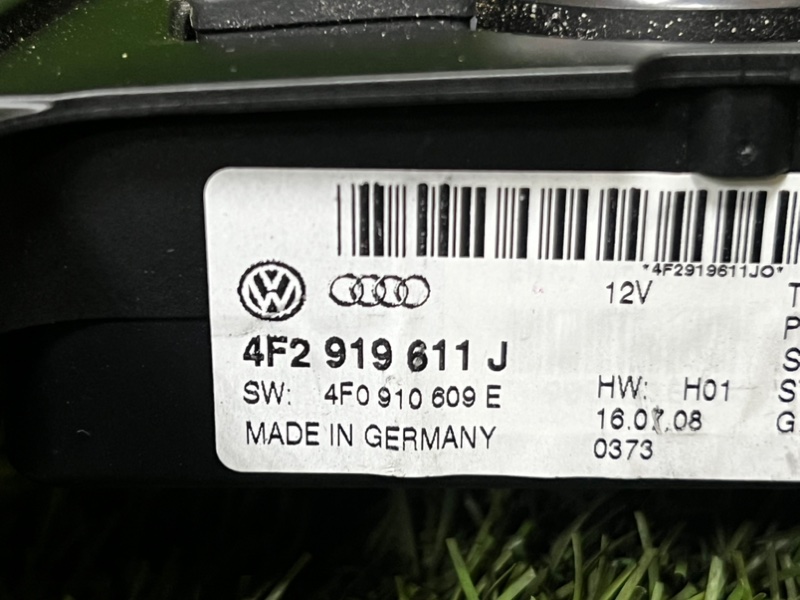 *4F2919611JO*
12V
4F2 919 611 J
SW: 4F0 910 609 E
HW: H01
MADE IN GERMANY
0373